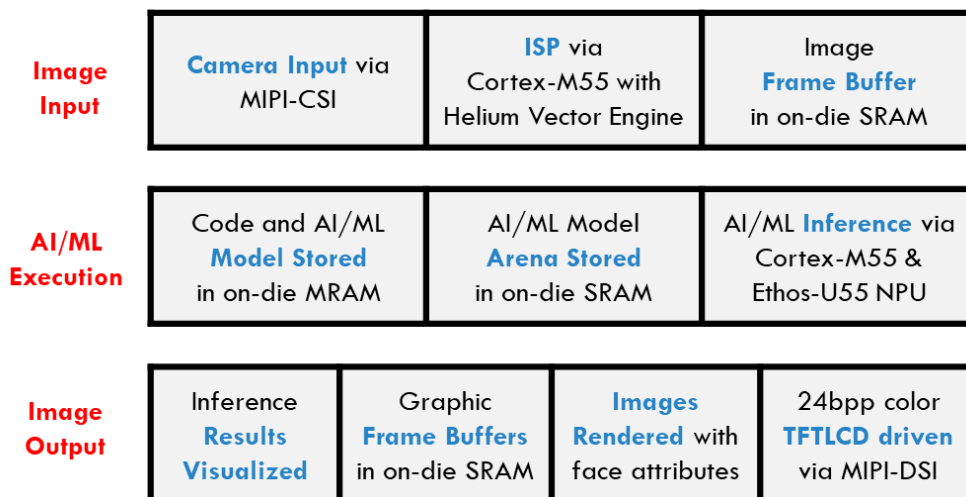 Image
Input
Camera Input via
MIPI-CSI
ISP via
Cortex-M55 with
Helium Vector Engine
Image
Frame Buffer
in on-die SRAM
AI/ML
Execution
Code and AI/ML
Model Stored
in on-die MRAM
AI/ML Model
Arena Stored
in on-die SRAM
AI/ML Inference via
Cortex-M55 &
Ethos-U55 NPU
Image
Output
Inference
Results
Visualized
Graphic
Frame Buffers
in on-die SRAM
Images
Rendered with
face attributes
24bpp color
TFTLCD driven
via MIPI-DSI